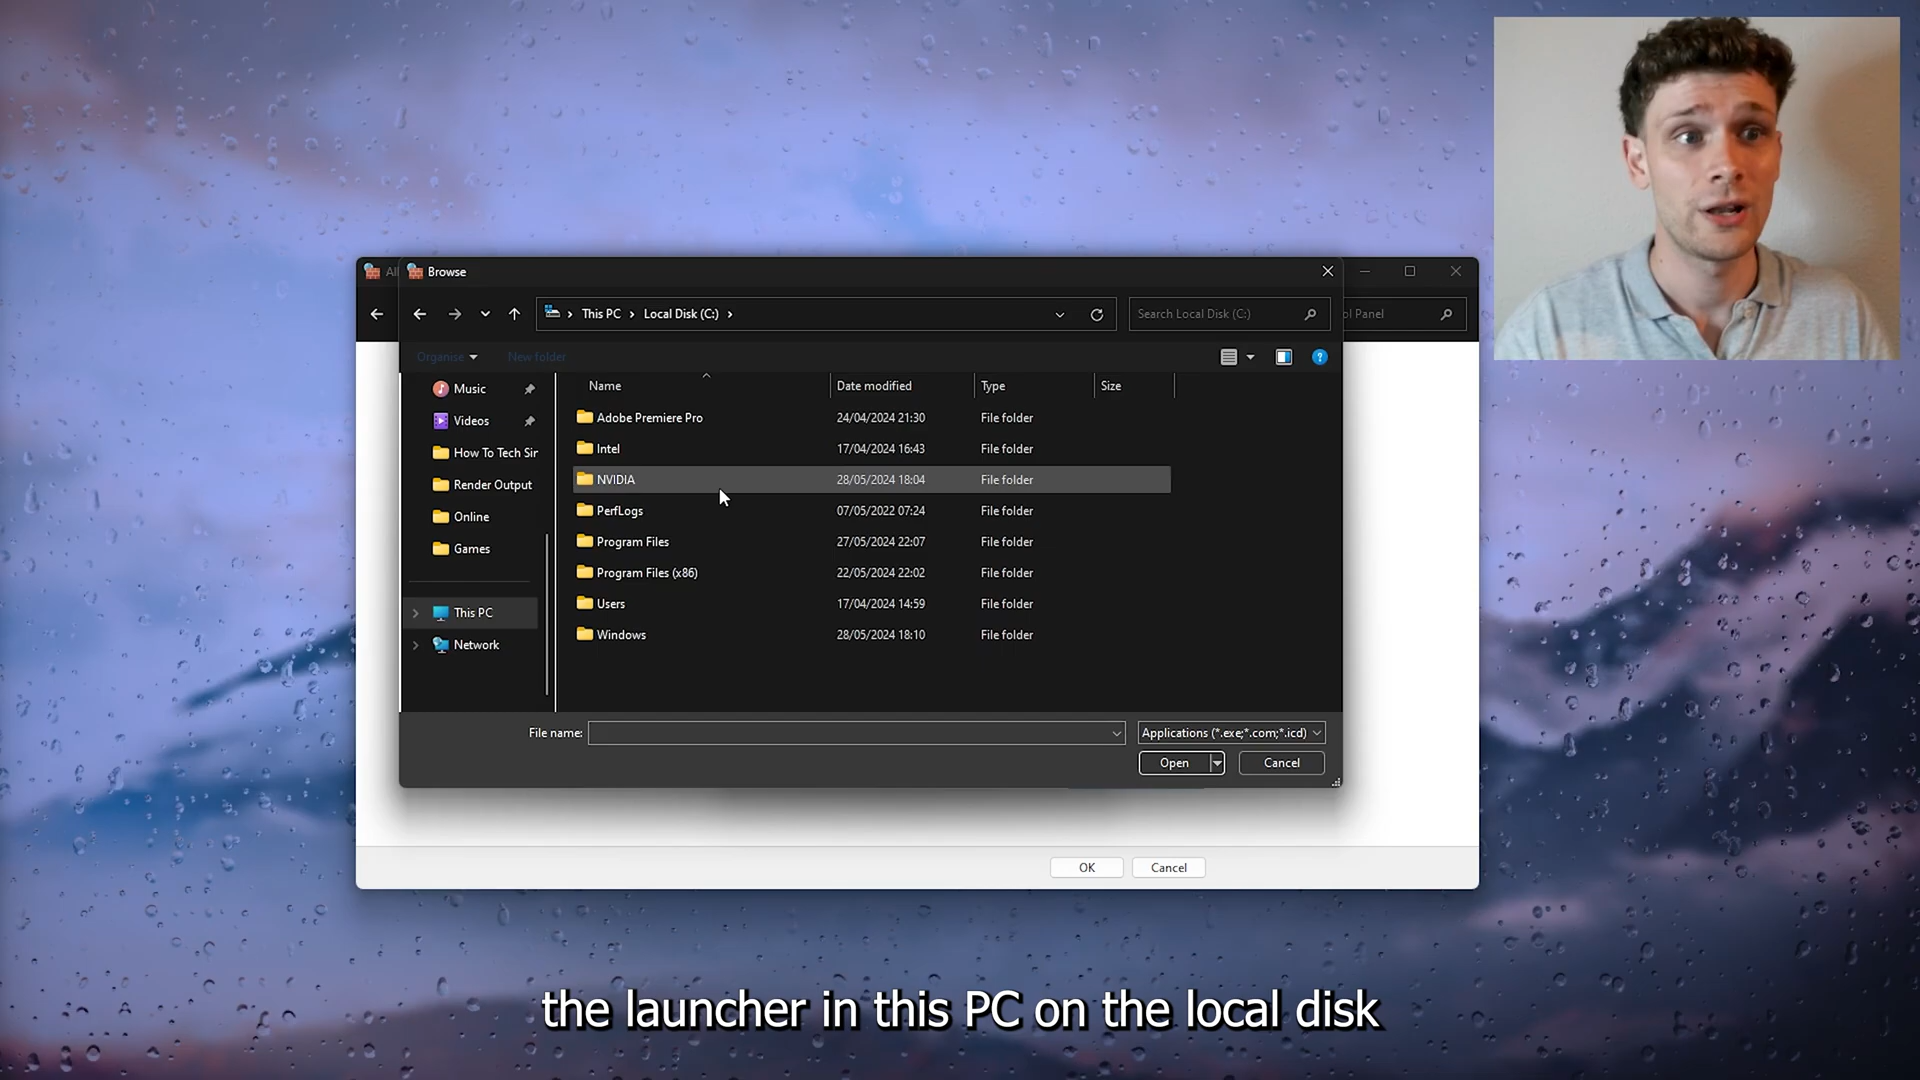 Al
Browse
This PC
Local Disk (C:)
Search Local Disk (C:)
ol Panel
Organise
New folder
Music
Videos
How To Tech Sir
Render Output
Online
Games
This PC
Network
Name Date modified Type Size
Adobe Premiere Pro 24/04/2024 21:30 File folder
Intel 17/04/2024 16:43 File folder
NVIDIA 28/05/2024 18:04 File folder
PerfLogs 07/05/2022 07:24 File folder
Program Files 27/05/2024 22:07 File folder
Program Files (x86) 22/05/2024 22:02 File folder
Users 17/04/2024 14:59 File folder
Windows 28/05/2024 18:10 File folder
File name:
Applications (*.exe;*.com;*.icd)
Open
Cancel
OK
Cancel
the launcher in this PC on the local disk